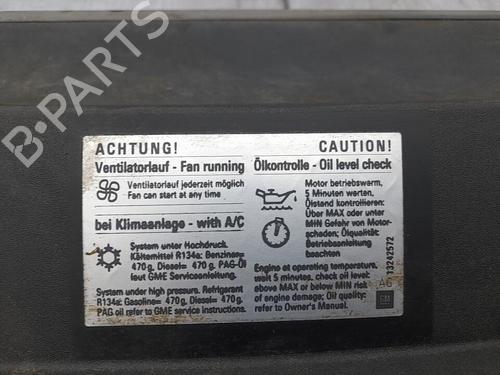 B-PARTS
ACHTUNG!
CAUTION!
Ventilatorlauf - Fan running
Ventilatorlauf jederzeit möglich
Fan can start at any time
bei Klimaanlage - with A/C
System unter Hochdruck.
Kältemittel R134a: Benzine=
470g, Diesel= 470 g. PAG-Öl
laut GME Serviceanleitung.
System under high pressure. Refrigerant
R134a: Gasoline= 470g, Diesel= 470 g.
PAG oil refer to GME service instructions.
Ölkontrolle - Oil level check
Motor betriebswarm,
5 Minuten warten,
Ölstand kontrollieren:
Über MAX oder unter
MIN Gefahr von Motor-
schaden; Ölqualität:
Betriebsanleitung
beachten
Engine at operating temperature,
wait 5 minutes, check oil level:
above MAX or below MIN risk
of engine damage; Oil quality:
refer to Owner's Manual.
13242572
A6
GM